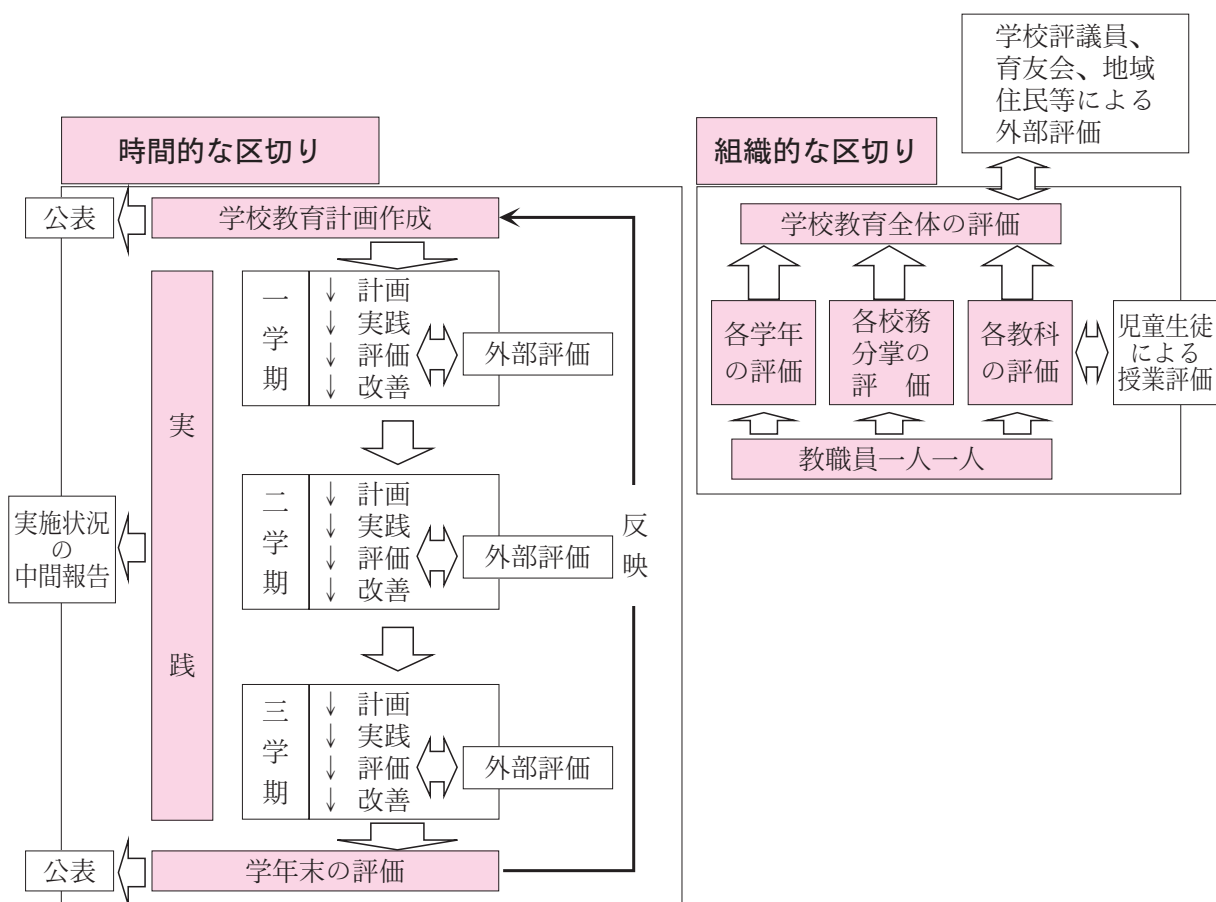 時間的な区切り
公表
学校教育計画作成
実践
一学期
↓ 計画
↓ 実践
↓ 評価
↓ 改善
外部評価
二学期
↓ 計画
↓ 実践
↓ 評価
↓ 改善
外部評価
実施状況
の
中間報告
反映
三学期
↓ 計画
↓ 実践
↓ 評価
↓ 改善
外部評価
公表
学年末の評価
組織的な区切り
学校評議員、
育友会、地域
住民等による
外部評価
学校教育全体の評価
各学年
の評価
各校務
分掌の
評　価
各教科
の評価
児童生徒
による
授業評価
教職員一人一人